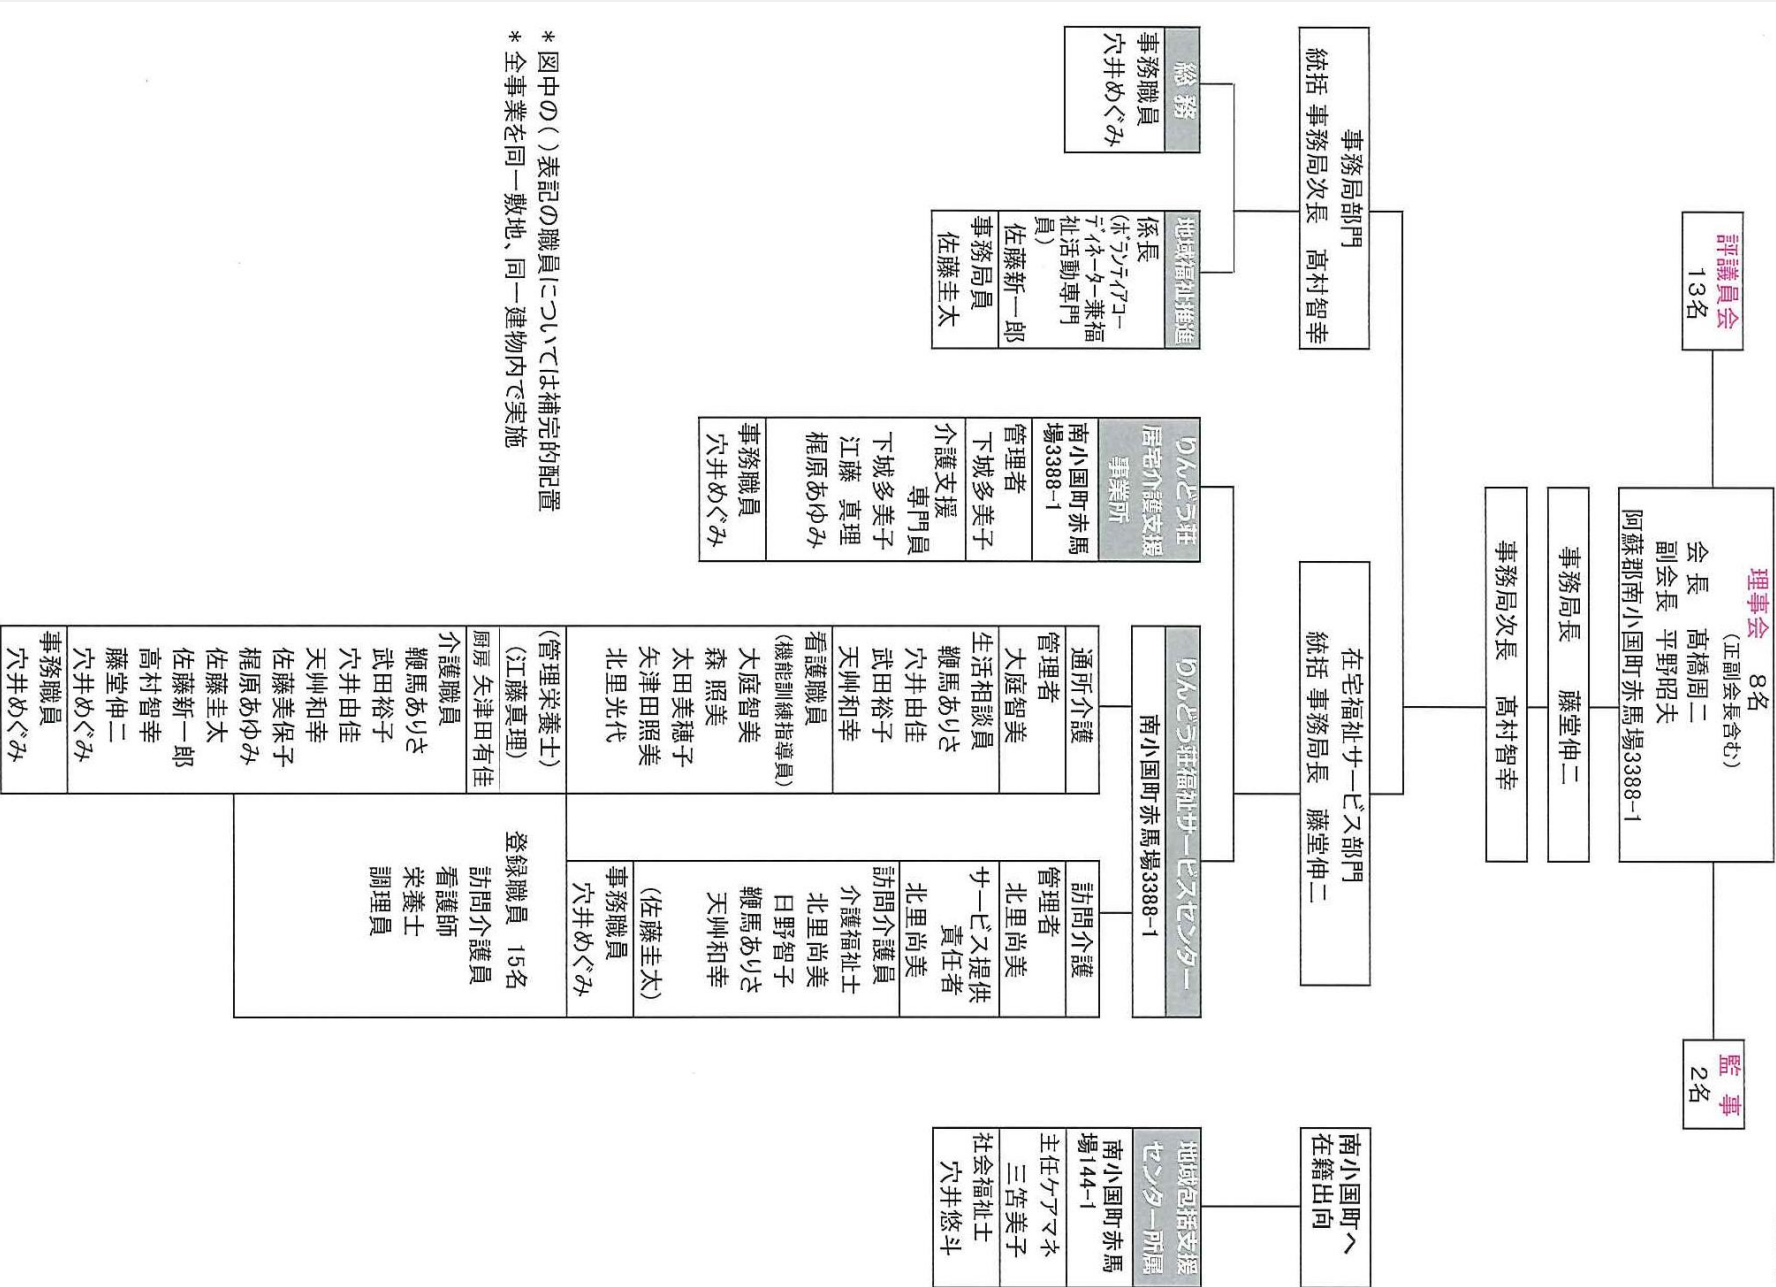 理事会 8名
(正副会長含む)
会 長 髙橋周二
副会長 平野昭夫
阿蘇郡南小国町赤馬場3388-1
評議員会
13名
監 事
2名
事務局長 藤堂伸二
事務局次長 髙村智幸
事務局部門
統括 事務局次長 髙村智幸
在宅福祉サービス部門
統括 事務局長 藤堂伸二
南小国町へ
在籍出向
総 務
事務職員
穴井めぐみ
地域福祉推進
係長
(ボランティアコー
ディネーター兼福
祉活動専門
員)
佐藤新一郎
事務局員
佐藤圭太
りんどう荘
居宅介護支援
事業所
南小国町赤馬
場3388-1
管理者
下城多美子
介護支援
専門員
下城多美子
江藤 真理
梶原あゆみ
事務職員
穴井めぐみ
りんどう荘福祉サービスセンター
南小国町赤馬場3388-1
通所介護
管理者
大庭智美
生活相談員
鞭馬ありさ
穴井由佳
武田裕子
天艸和幸
看護職員
(機能訓練指導員)
大庭智美
森 照美
太田美穂子
矢津田照美
北里光代
(管理栄養士)
(江藤真理)
厨房 矢津田有佳
介護職員
鞭馬ありさ
武田裕子
穴井由佳
天艸和幸
佐藤美保子
梶原あゆみ
佐藤圭太
佐藤新一郎
高村智幸
藤堂伸二
穴井めぐみ
事務職員
穴井めぐみ
訪問介護
管理者
北里尚美
サービス提供
責任者
北里尚美
訪問介護員
介護福祉士
北里尚美
日野智子
鞭馬ありさ
天艸和幸
(佐藤圭太)
事務職員
穴井めぐみ
登録職員 15名
訪問介護員
看護師
栄養士
調理員
地域包括支援
センター所属
南小国町赤馬
場144-1
主任ケアマネ
三笘美子
社会福祉士
穴井悠斗
* 図中の( )表記の職員については補完的配置
* 全事業を同一敷地、同一建物内で実施